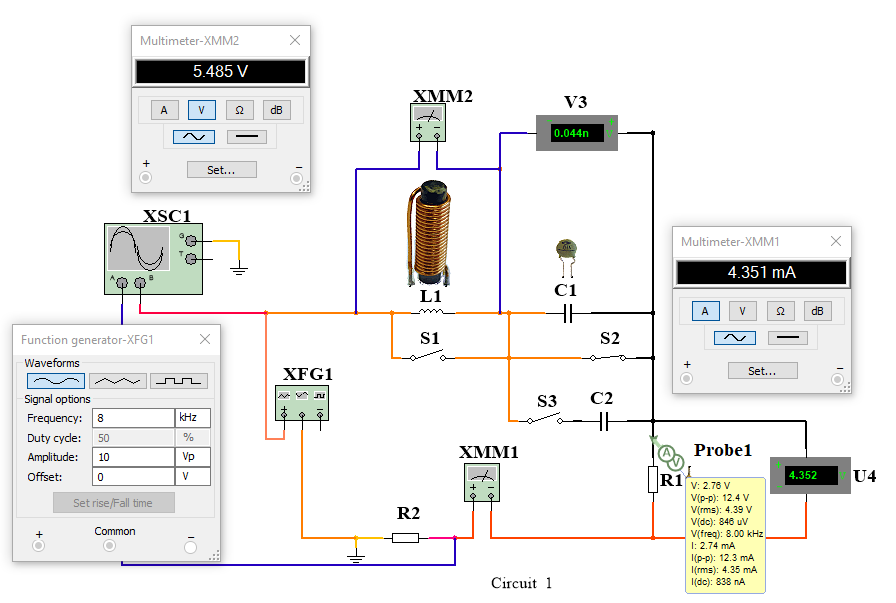 Multimeter-XMM2
5.485 V
A V Ω dB
+ Set... −
XMM2
+ −
V3
- +
0.044n V
XSC1
G
T
A B
L1
C1
Multimeter-XMM1
4.351 mA
A V Ω dB
+ Set... −
S1
S2
Function generator-XFG1
Waveforms
Signal options
Frequency: 8 kHz
Duty cycle: 50 %
Amplitude: 10 Vp
Offset: 0 V
Set rise/Fall time
+ Common −
XFG1
+ −
S3
C2
XMM1
+ −
A
V
Probe1
R1
V: 2.76 V
V(p-p): 12.4 V
V(rms): 4.39 V
V(dc): 846 uV
V(freq): 8.00 kHz
I: 2.74 mA
I(p-p): 12.3 mA
I(rms): 4.35 mA
I(dc): 838 nA
+
-
4.352
U4
R2
Circuit 1